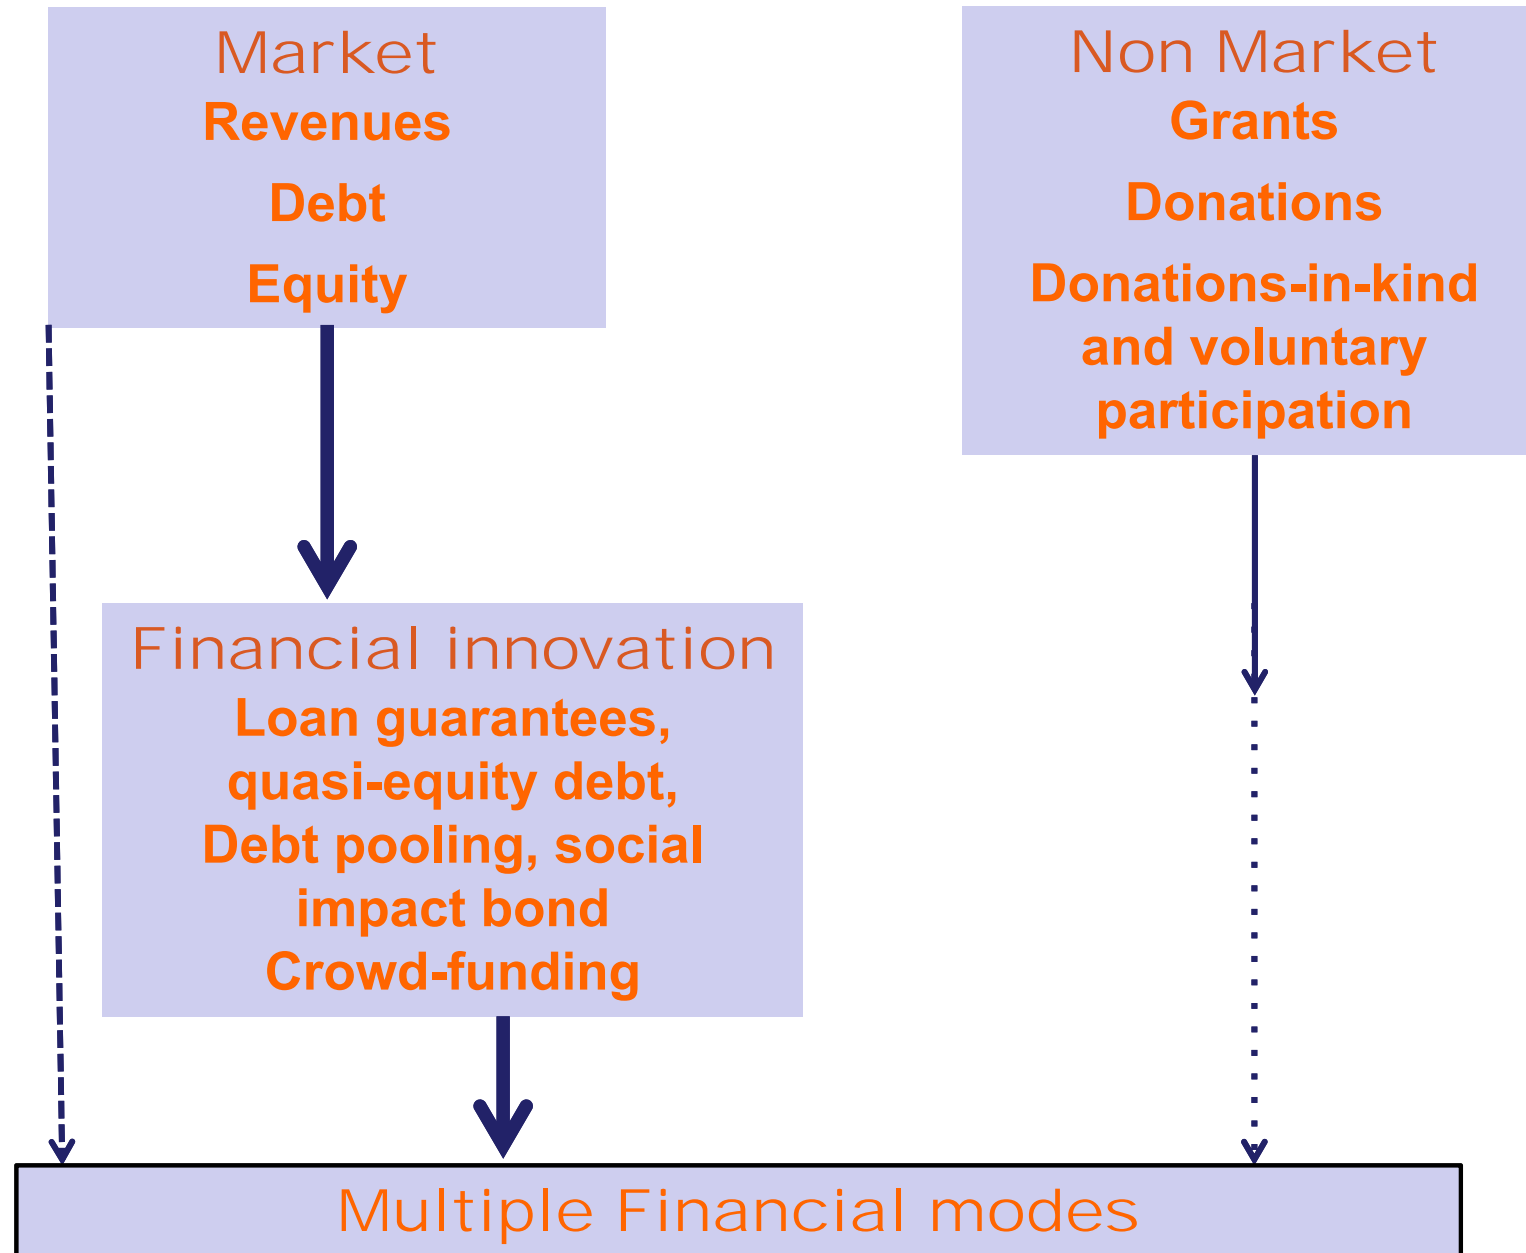 Market
Revenues
Debt
Equity
Non Market
Grants
Donations
Donations-in-kind
and voluntary
participation
Financial innovation
Loan guarantees,
quasi-equity debt,
Debt pooling, social
impact bond
Crowd-funding
Multiple Financial modes